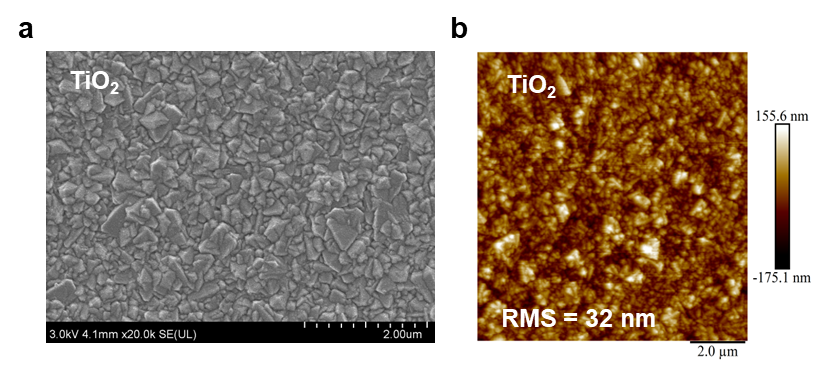 a
TiO₂
3.0kV 4.1mm x20.0k SE(UL)
2.00um
b
TiO₂
RMS = 32 nm
155.6 nm
-175.1 nm
2.0 µm